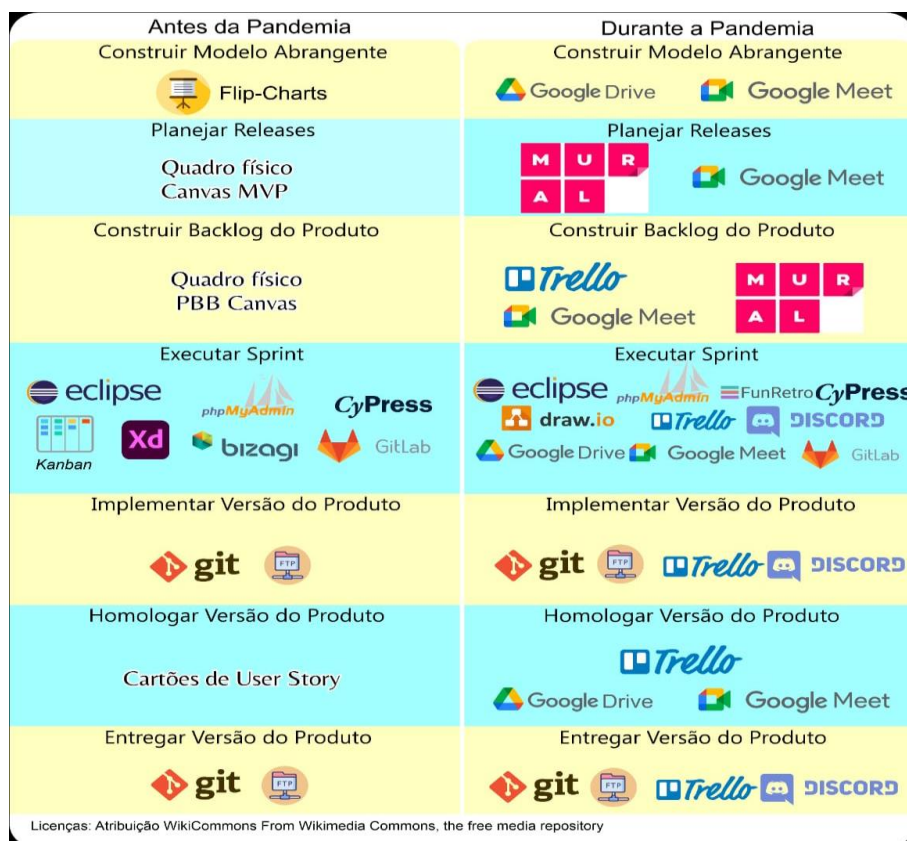 Antes da Pandemia
Durante a Pandemia
Construir Modelo Abrangente
Flip-Charts
Construir Modelo Abrangente
Google Drive
Google Meet
Planejar Releases
Quadro físico
Canvas MVP
Planejar Releases
MUR
AL
Google Meet
Construir Backlog do Produto
Quadro físico
PBB Canvas
Construir Backlog do Produto
Trello
Google Meet
MUR
AL
Executar Sprint
eclipse
phpMyAdmin
CyPress
Kanban
Xd
bizagi
GitLab
Executar Sprint
eclipse
phpMyAdmin
FunRetro
CyPress
draw.io
Trello
DISCORD
Google Drive
Google Meet
GitLab
Implementar Versão do Produto
git
FTP
Implementar Versão do Produto
git
FTP
Trello
DISCORD
Homologar Versão do Produto
Cartões de User Story
Homologar Versão do Produto
Trello
Google Drive
Google Meet
Entregar Versão do Produto
git
FTP
Entregar Versão do Produto
git
FTP
Trello
DISCORD
Licenças: Atribuição WikiCommons From Wikimedia Commons, the free media repository